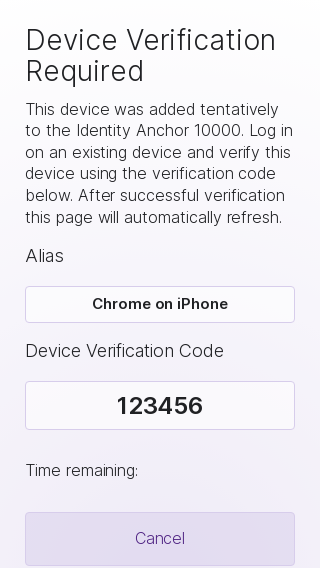 Device Verification
Required
This device was added tentatively
to the Identity Anchor 10000. Log in
on an existing device and verify this
device using the verification code
below. After successful verification
this page will automatically refresh.
Alias
Chrome on iPhone
Device Verification Code
123456
Time remaining:
Cancel